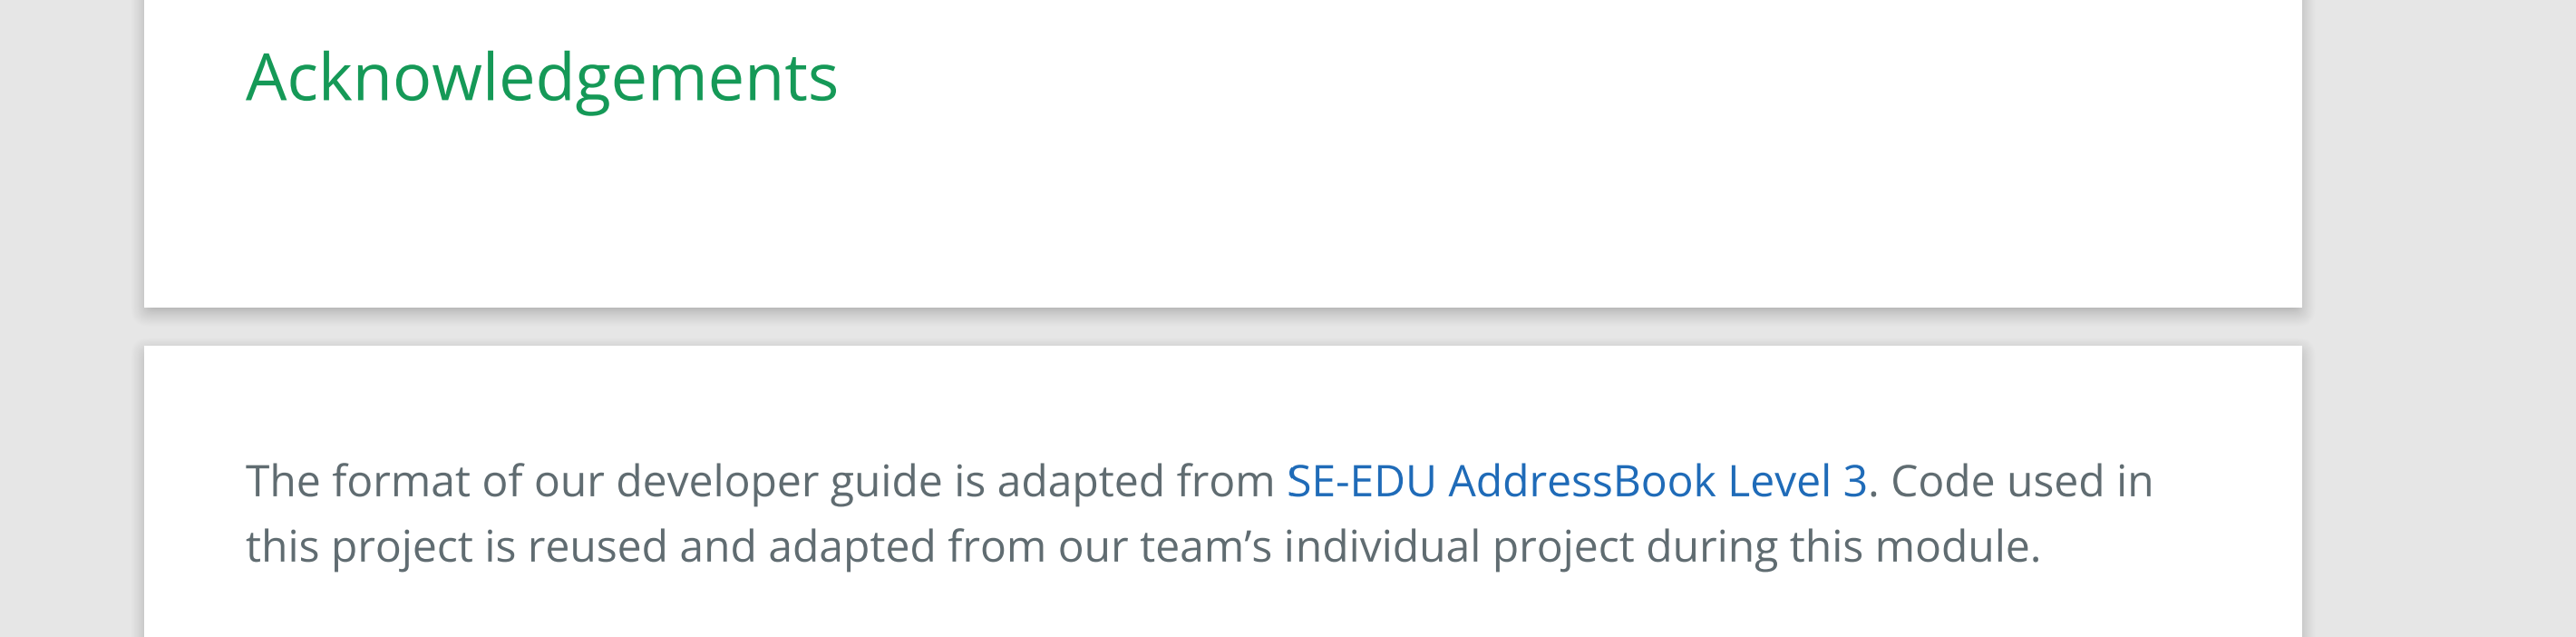 Acknowledgements
The format of our developer guide is adapted from SE-EDU AddressBook Level 3. Code used in
this project is reused and adapted from our team’s individual project during this module.